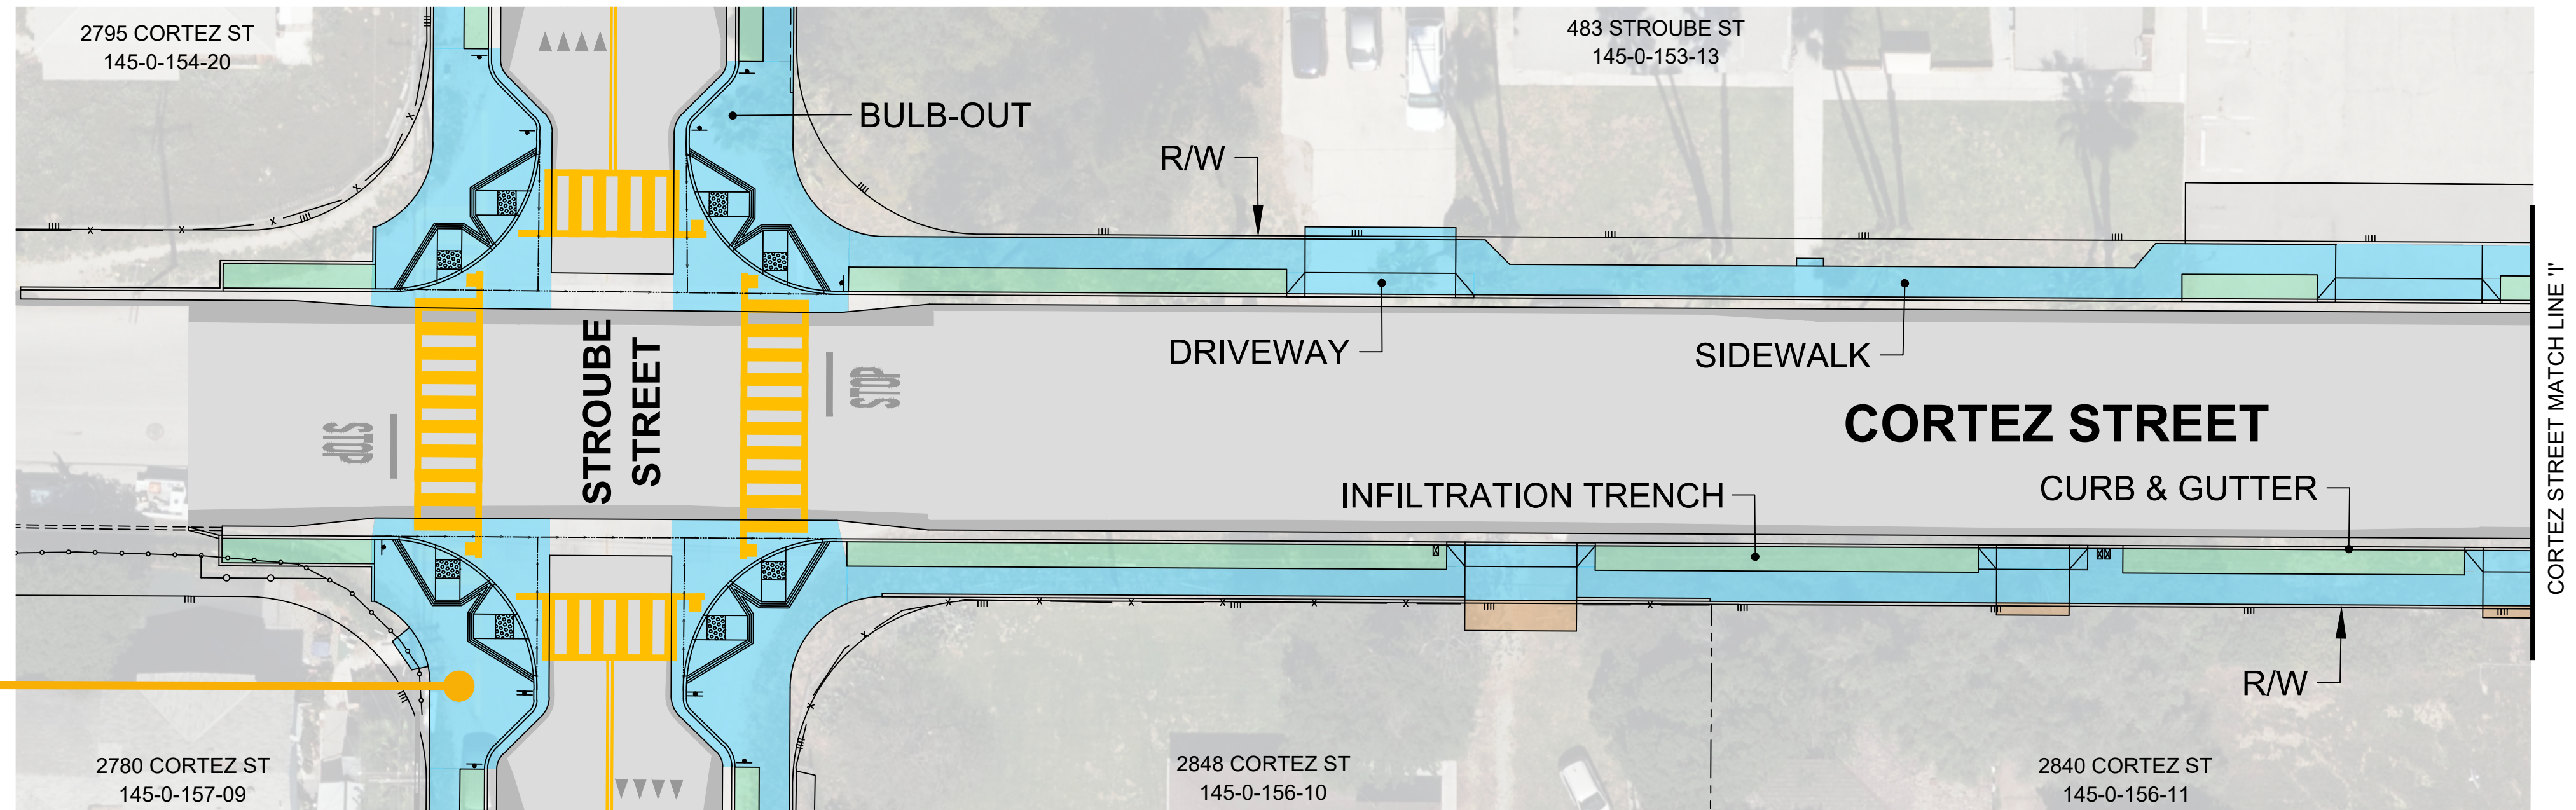 2795 CORTEZ ST
145-0-154-20
483 STROUBE ST
145-0-153-13
BULB-OUT
R/W
DRIVEWAY
SIDEWALK
STROUBE
STREET
STOP
STOP
CORTEZ STREET
INFILTRATION TRENCH
CURB & GUTTER
R/W
CORTEZ STREET MATCH LINE 'I'
2780 CORTEZ ST
145-0-157-09
2848 CORTEZ ST
145-0-156-10
2840 CORTEZ ST
145-0-156-11